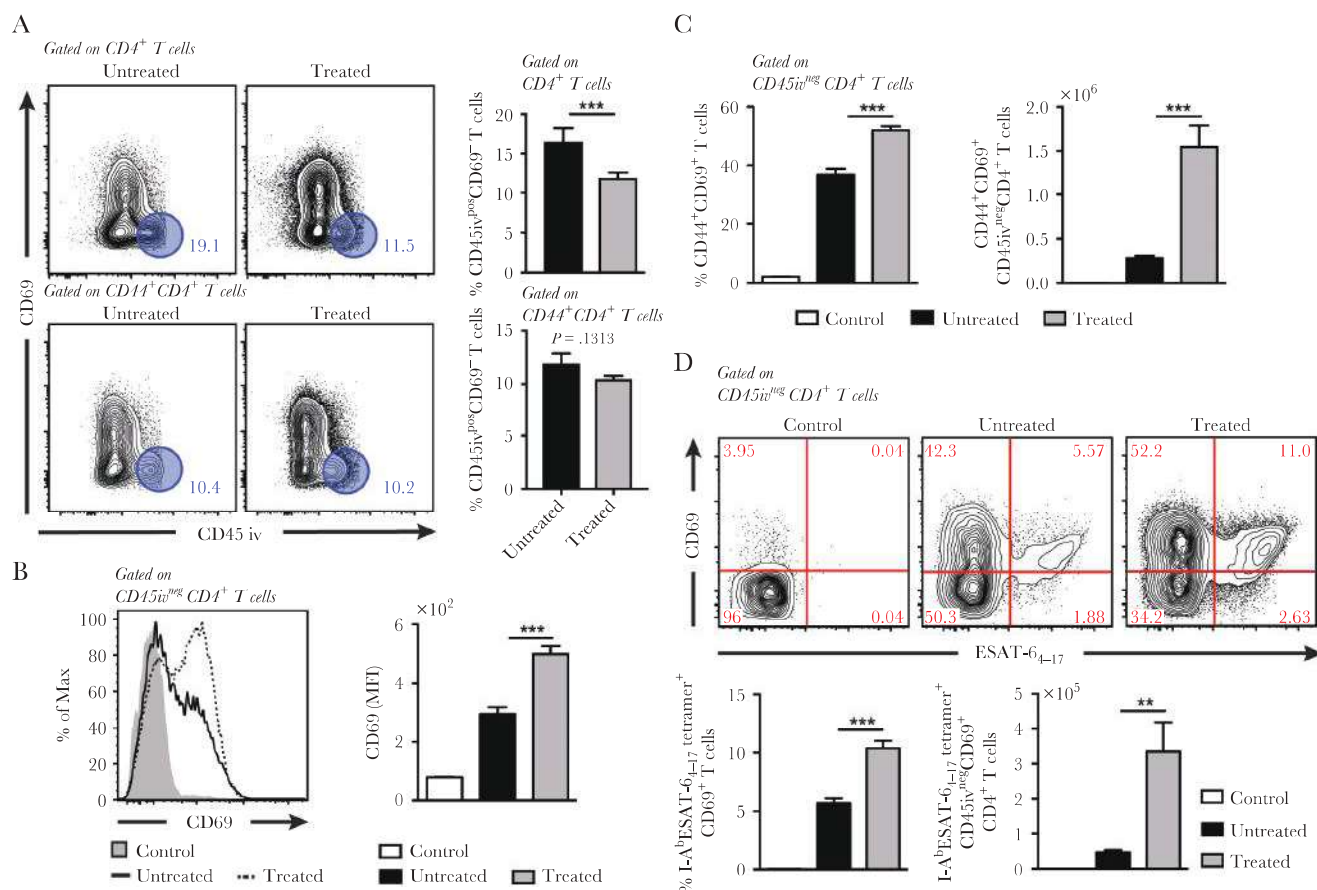 A
Gated on CD4⁺ T cells
Untreated
Treated
CD69
19.1
11.5
Gated on CD44⁺CD4⁺ T cells
Untreated
Treated
10.4
10.2
CD45 iv
Gated on
CD4⁺ T cells
% CD45ivᵖᵒˢCD69⁻ T cells
20
15
10
5
0
***
Gated on
CD44⁺CD4⁺ T cells
P = .1313
% CD45ivᵖᵒˢCD69⁻ T cells
15
10
5
0
Untreated
Treated
B
Gated on
CD45ivⁿᵉᵍ CD4⁺ T cells
% of Max
100
80
60
40
20
0
CD69
Control
Untreated
Treated
×10²
CD69 (MFI)
6
4
2
0
***
Control
Untreated
Treated
C
Gated on
CD45ivⁿᵉᵍ CD4⁺ T cells
% CD44⁺CD69⁺ T cells
60
40
20
0
***
×10⁶
CD44⁺CD69⁺
CD45ivⁿᵉᵍCD4⁺ T cells
2.0
1.5
1.0
0.6
0.0
***
Control
Untreated
Treated
D
Gated on
CD45ivⁿᵉᵍ CD4⁺ T cells
Control
Untreated
Treated
CD69
3.95
0.04
96
0.04
42.3
5.57
50.3
1.88
52.2
11.0
34.2
2.63
ESAT-6₄₋₁₇
% I-AᵇESAT-6₄₋₁₇ tetramer⁺
CD69⁺ T cells
15
10
5
0
***
I-AᵇESAT-6₄₋₁₇ tetramer⁺
CD45ivⁿᵉᵍCD69⁺
CD4⁺ T cells
×10⁵
5
4
3
2
1
0
**
Control
Untreated
Treated